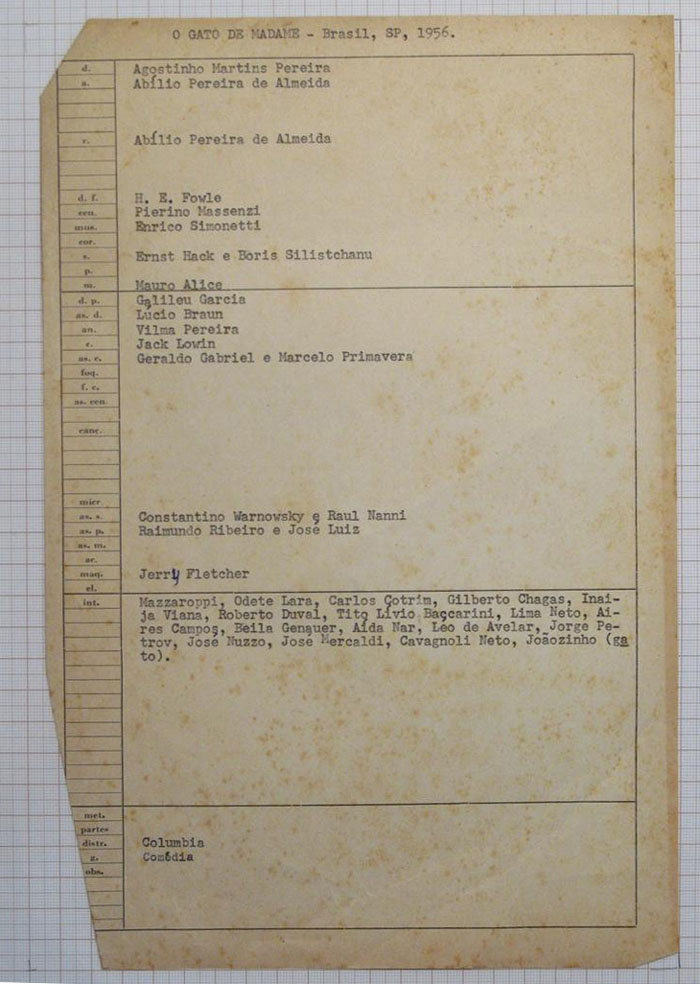 O GATO DE MADAME - Brasil, SP, 1956.
d. Agostinho Martins Pereira
a. Abílio Pereira de Almeida
r. Abílio Pereira de Almeida
d. f. H. E. Fowle
cen. Pierino Massenzi
mus. Enrico Simonetti
cor.
s. Ernst Hack e Boris Silistchanu
p.
m. Mauro Alice
d. p. Galileu Garcia
as. d. Lucio Braun
an. Vilma Pereira
c. Jack Lowin
as. c. Geraldo Gabriel e Marcelo Primavera
foq.
f. c.
as. cen.
canc.
micr.
as. s. Constantino Warnowsky e Raul Nanni
as. p. Raimundo Ribeiro e José Luiz
as. m.
ar.
maq. Jerry Fletcher
el.
int. Mazzaroppi, Odete Lara, Carlos Cotrim, Gilberto Chagas, Inai-
ja Viana, Roberto Duval, Tito Lívio Baccarini, Lima Neto, Ai-
res Campos, Beila Genauer, Aída Nar, Leo de Avelar, Jorge Pe-
trov, José Nuzzo, José Mercaldi, Cavagnoli Neto, Joãozinho (ga
to).
met.
partes
distr. Columbia
g. Comédia
obs.